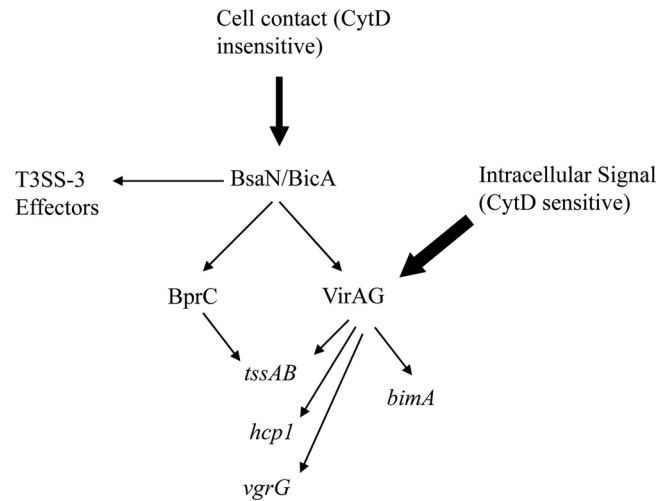 Cell contact (CytD
insensitive)
T3SS-3
Effectors
BsaN/BicA
Intracellular Signal
(CytD sensitive)
BprC
VirAG
tssAB
bimA
hcp1
vgrG